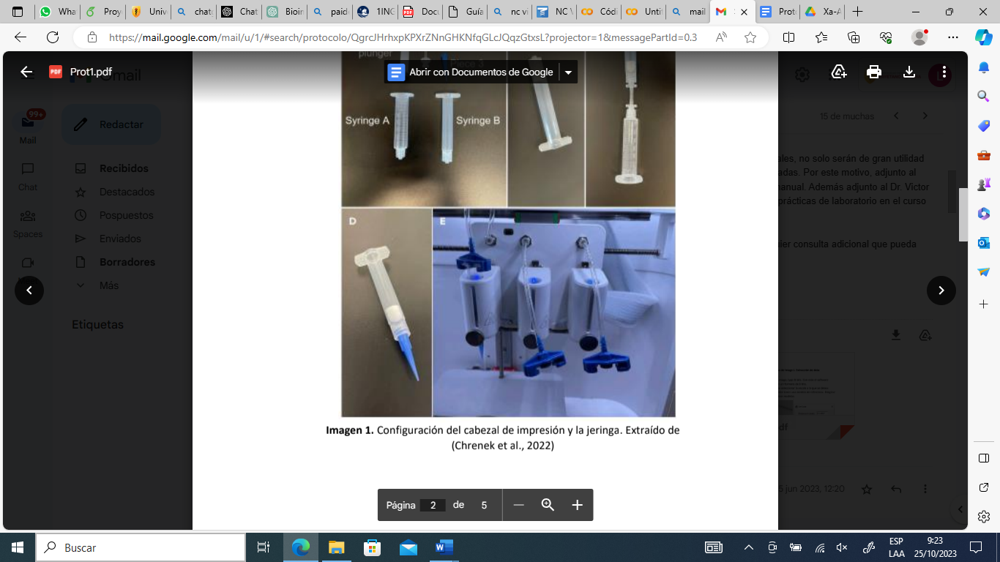 Wha
Proy
Univ
chatg
Chat
Bioin
paid
1INC
Docu
Guía
nc vi
NC V
Códi
Unti
mail
Prot
Xa-A
https://mail.google.com/mail/u/1/#search/protocolo/QgrcJHrhxpKPXrZNnGHKNfqGLcJQqzGtxsL?projector=1&messagePartId=0.3
PDF Prot1.pdf
Abrir con Documentos de Google
plunger
Syringe A
Syringe B
99+
Mail
Chat
Spaces
Redactar
Recibidos
Destacados
Pospuestos
Enviados
Borradores
Más
Etiquetas
15 de muchas
ales, no solo serán de gran utilidad
adas. Por este motivo, adjunto al
manual. Además adjunto al Dr. Victor
prácticas de laboratorio en el curso
uier consulta adicional que pueda
D
E
Imagen 1. Configuración del cabezal de impresión y la jeringa. Extraído de
(Chrenek et al., 2022)
5 jun 2023, 12:20
Página 2 de 5
Buscar
ESP
LAA
9:23
25/10/2023